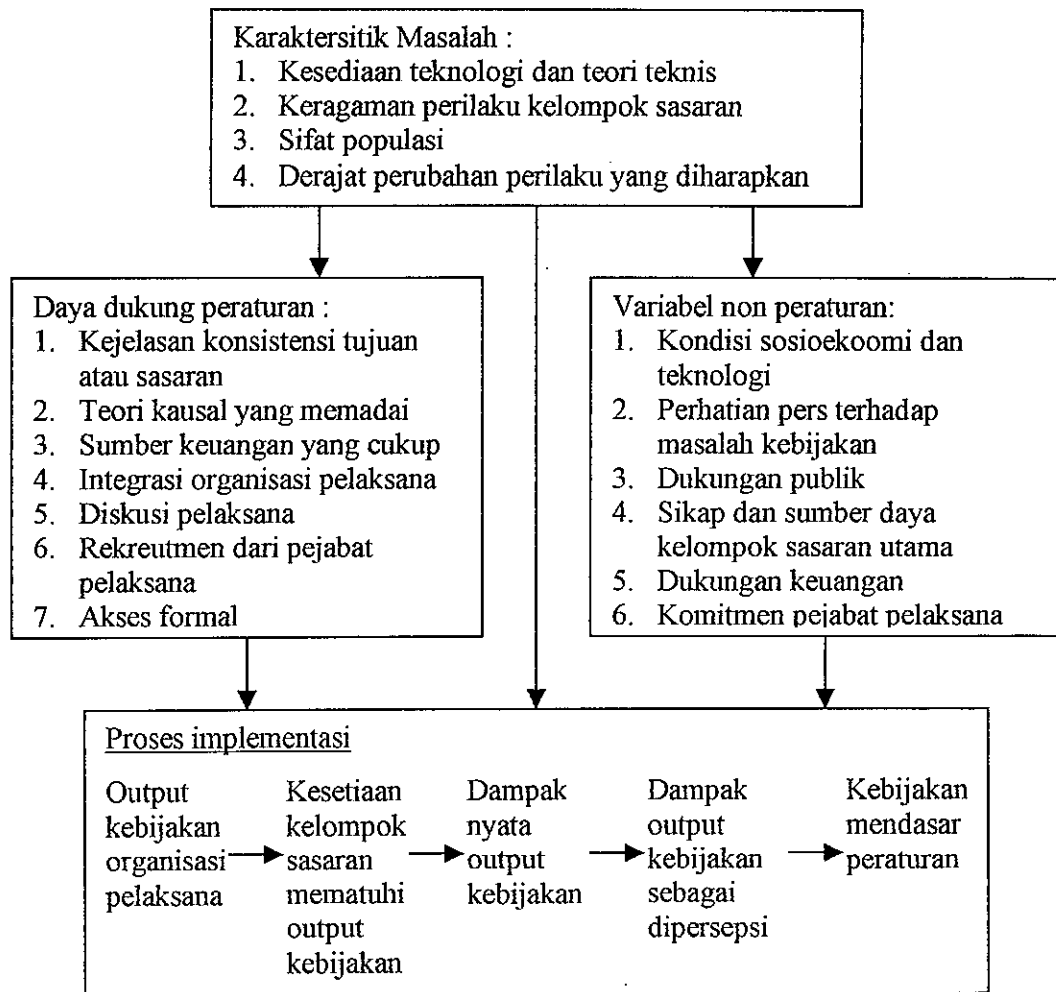 Karaktersitik Masalah :
1. Kesediaan teknologi dan teori teknis
2. Keragaman perilaku kelompok sasaran
3. Sifat populasi
4. Derajat perubahan perilaku yang diharapkan
Daya dukung peraturan :
1. Kejelasan konsistensi tujuan
atau sasaran
2. Teori kausal yang memadai
3. Sumber keuangan yang cukup
4. Integrasi organisasi pelaksana
5. Diskusi pelaksana
6. Rekreutmen dari pejabat
pelaksana
7. Akses formal
Variabel non peraturan:
1. Kondisi sosioekoomi dan
teknologi
2. Perhatian pers terhadap
masalah kebijakan
3. Dukungan publik
4. Sikap dan sumber daya
kelompok sasaran utama
5. Dukungan keuangan
6. Komitmen pejabat pelaksana
Proses implementasi
Output
kebijakan
organisasi
pelaksana
Kesetiaan
kelompok
sasaran
mematuhi
output
kebijakan
Dampak
nyata
output
kebijakan
Dampak
output
kebijakan
sebagai
dipersepsi
Kebijakan
mendasar
peraturan